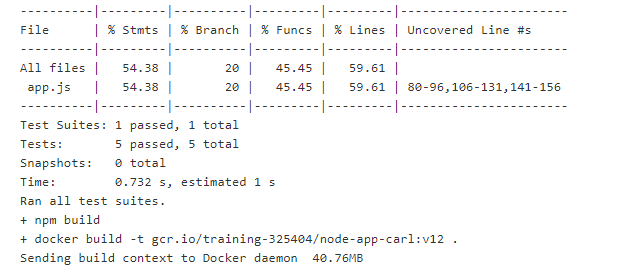 ----------|---------|----------|---------|---------|-----------------------
File      | % Stmts | % Branch | % Funcs | % Lines | Uncovered Line #s
----------|---------|----------|---------|---------|-----------------------
All files |   54.38 |       20 |   45.45 |   59.61 |
 app.js   |   54.38 |       20 |   45.45 |   59.61 | 80-96,106-131,141-156
----------|---------|----------|---------|---------|-----------------------
Test Suites: 1 passed, 1 total
Tests:       5 passed, 5 total
Snapshots:   0 total
Time:        0.732 s, estimated 1 s
Ran all test suites.
+ npm build
+ docker build -t gcr.io/training-325404/node-app-carl:v12 .
Sending build context to Docker daemon  40.76MB